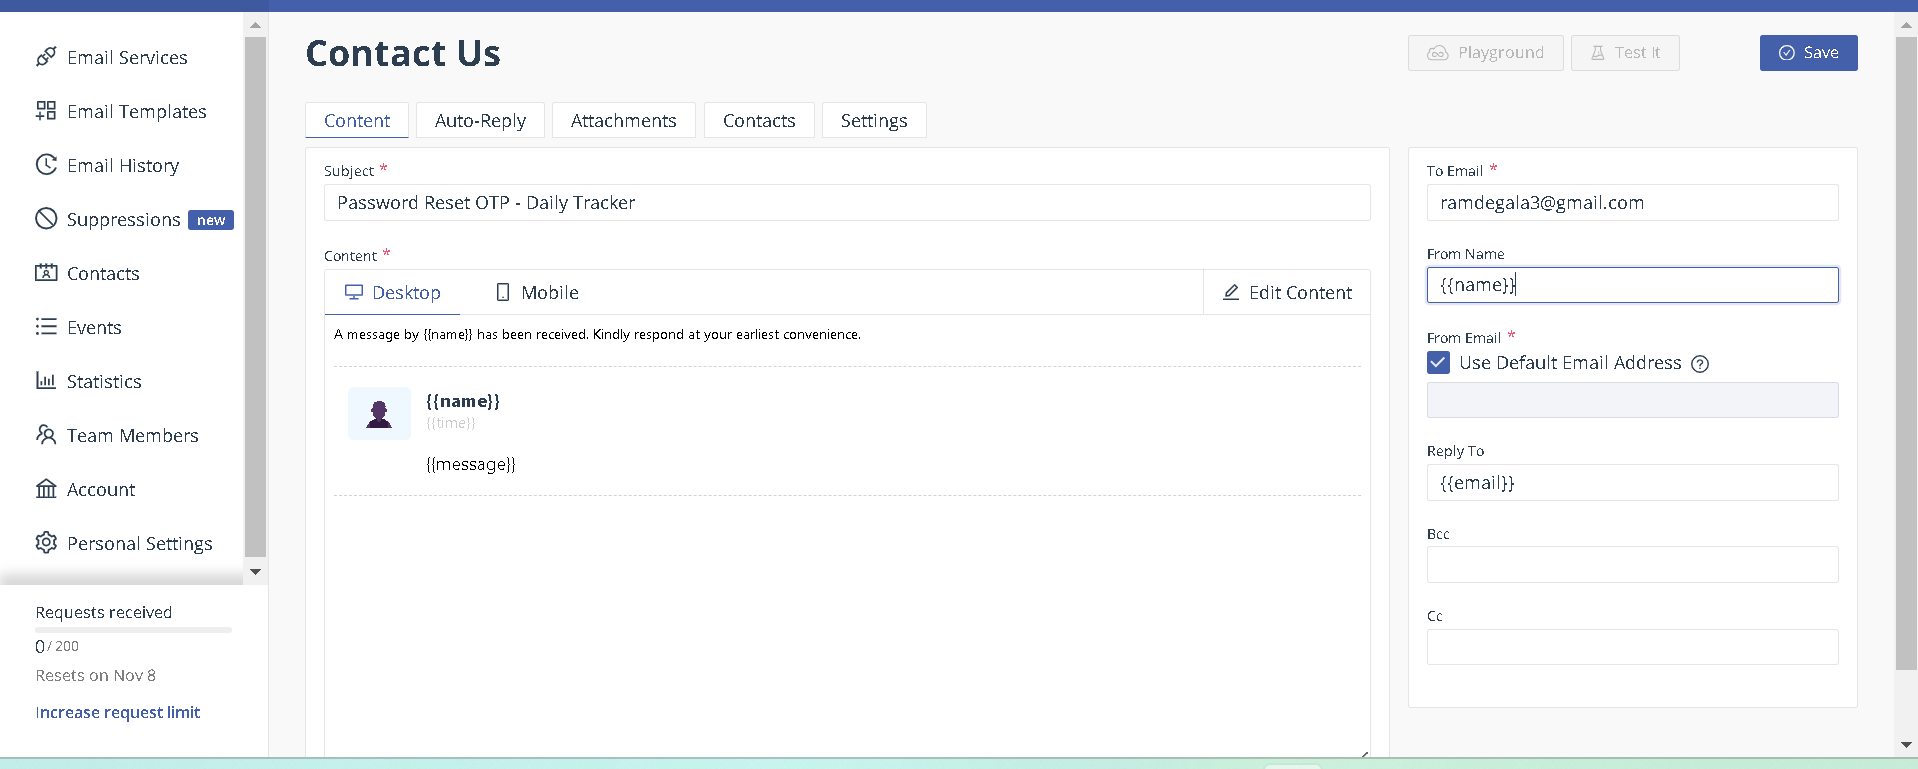 Email Services
Email Templates
Email History
Suppressions new
Contacts
Events
Statistics
Team Members
Account
Personal Settings
Requests received
0 / 200
Resets on Nov 8
Increase request limit
Contact Us
Playground
Test It
Save
Content
Auto-Reply
Attachments
Contacts
Settings
Subject *
Password Reset OTP - Daily Tracker
Content *
Desktop
Mobile
Edit Content
A message by {{name}} has been received. Kindly respond at your earliest convenience.
{{name}}
{{time}}
{{message}}
To Email *
ramdegala3@gmail.com
From Name
{{name}}
From Email *
Use Default Email Address ?
Reply To
{{email}}
Bcc
Cc